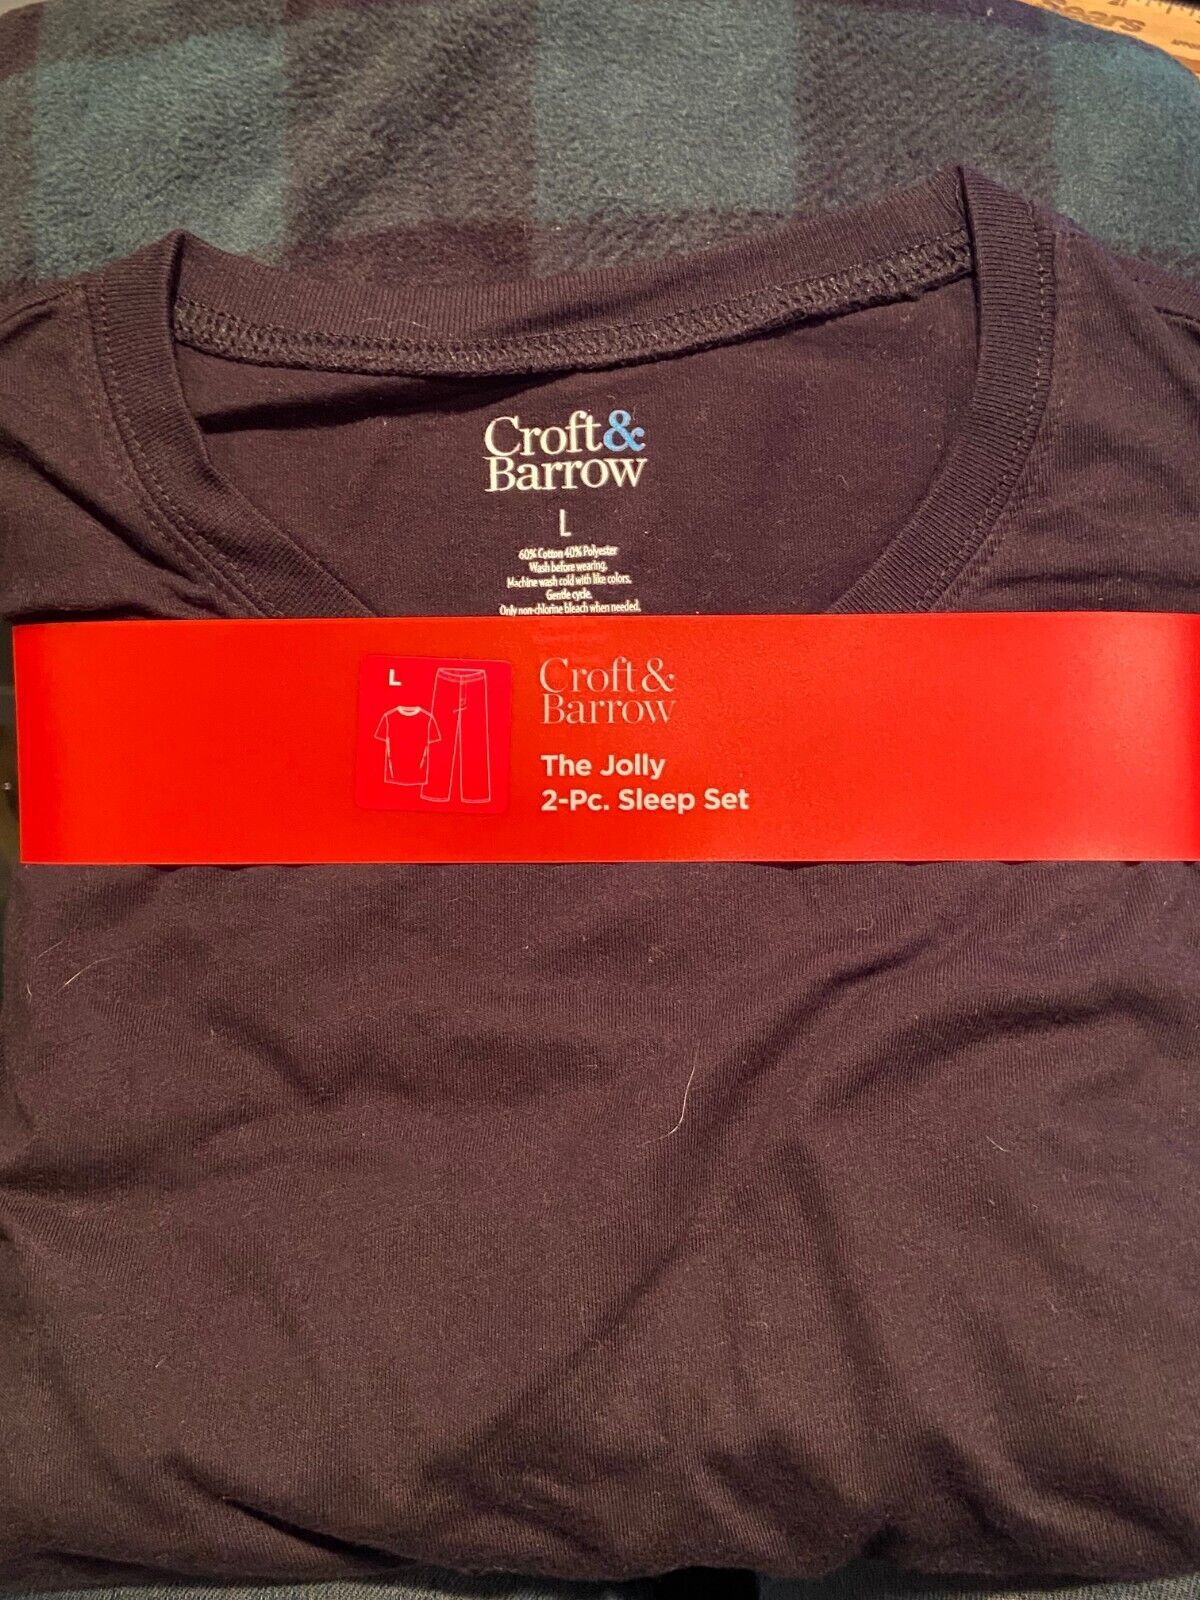 Sears
Croft&
Barrow
L
60% Cotton 40% Polyester
Wash before wearing.
Machine wash cold with like colors.
Gentle cycle.
Only non-chlorine bleach when needed.
L
Croft&
Barrow
The Jolly
2-Pc. Sleep Set